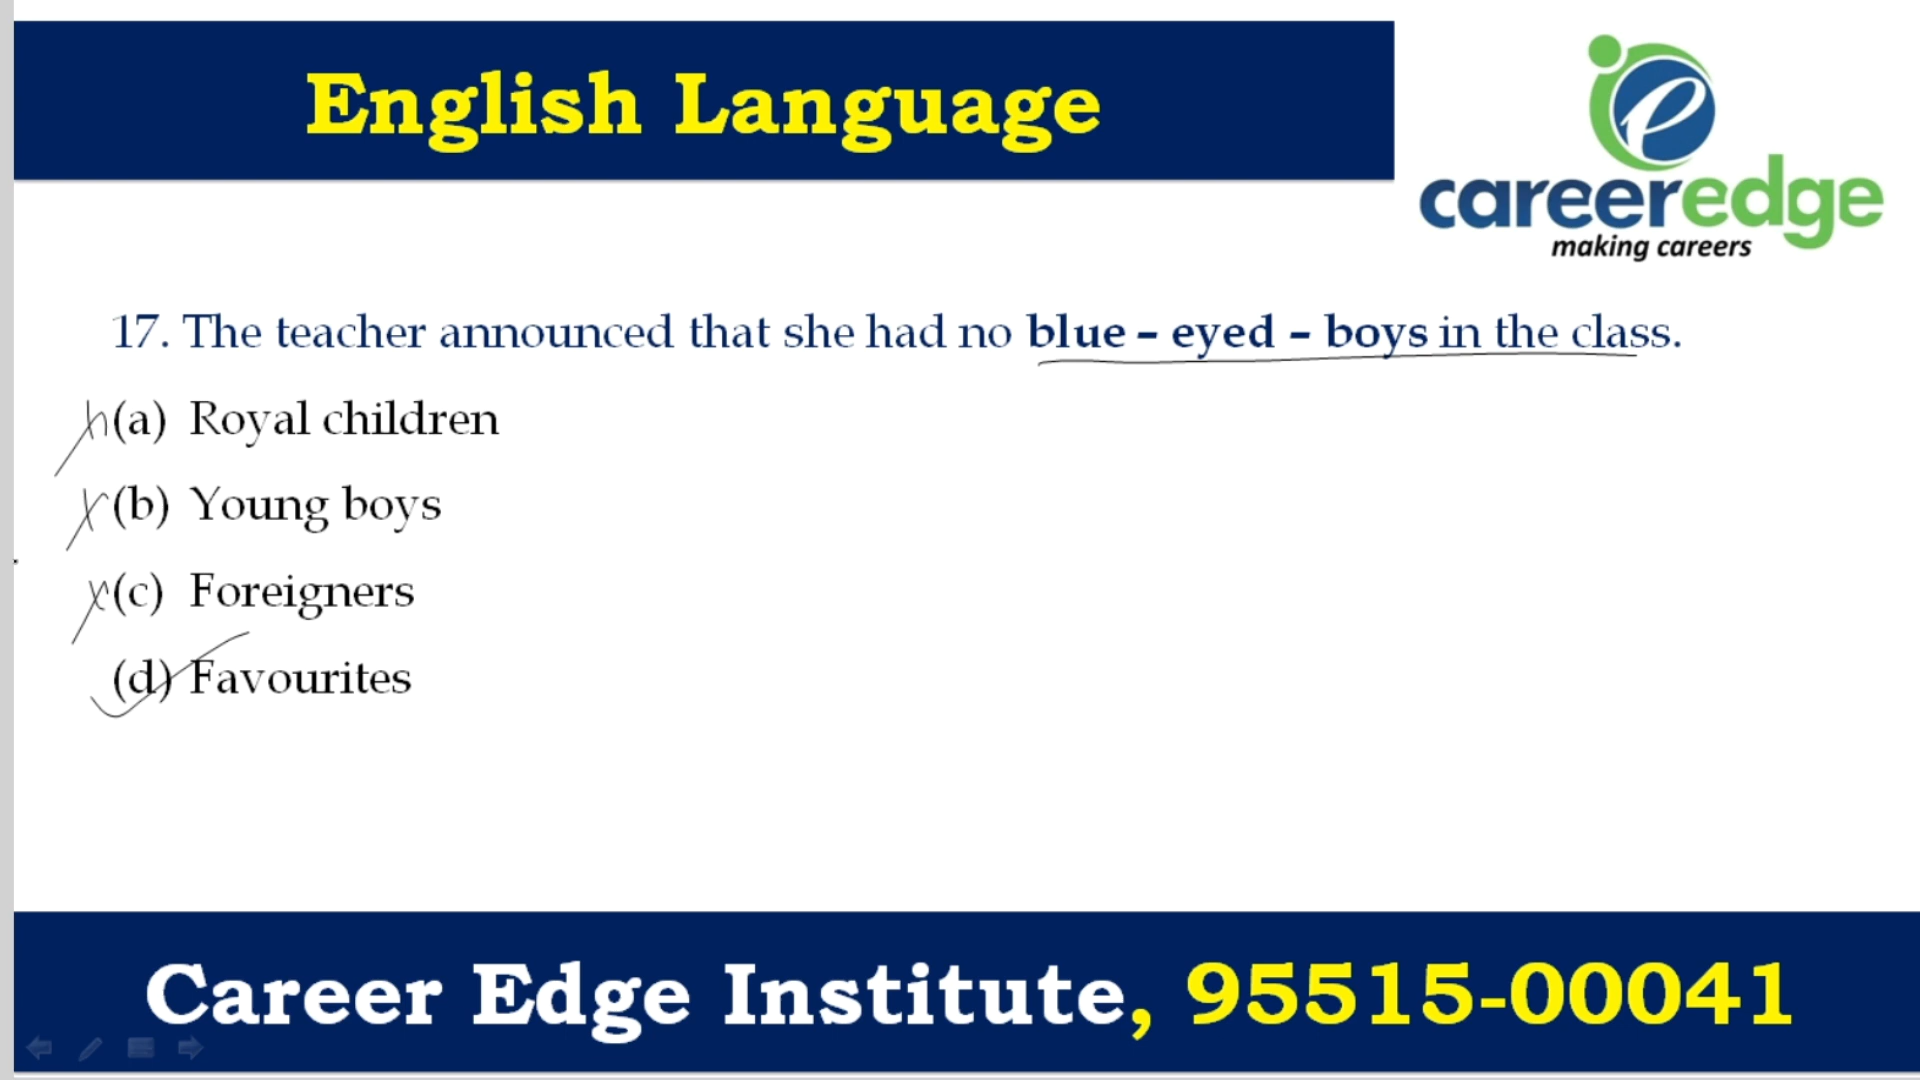 English Language
careeredge
making careers
17. The teacher announced that she had no blue – eyed – boys in the class.
(a) Royal children
(b) Young boys
(c) Foreigners
(d) Favourites
Career Edge Institute, 95515-00041